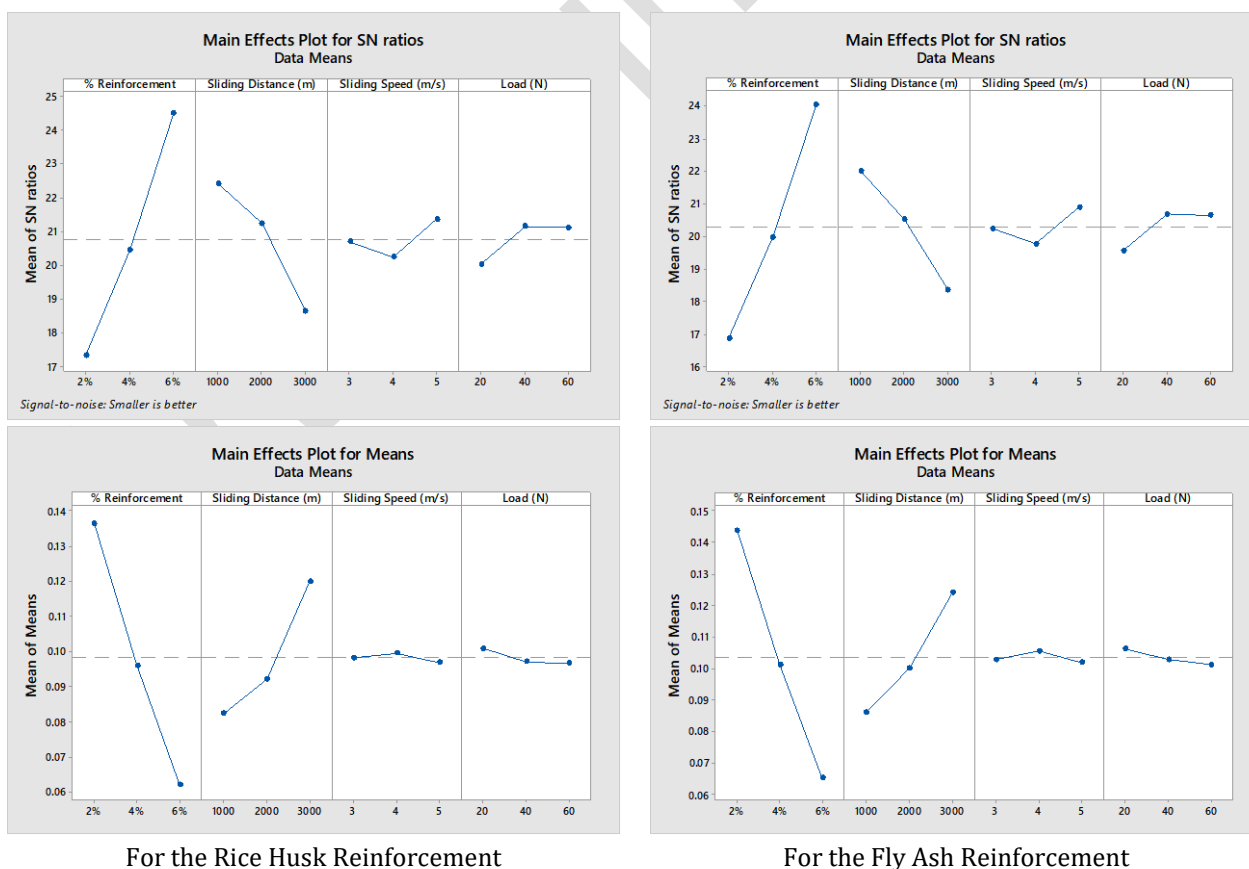 Main Effects Plot for SN ratios
Data Means
% Reinforcement Sliding Distance (m) Sliding Speed (m/s) Load (N)
Mean of SN ratios
25
24
23
22
21
20
19
18
17
2% 4% 6% 1000 2000 3000 3 4 5 20 40 60
Signal-to-noise: Smaller is better
Main Effects Plot for SN ratios
Data Means
% Reinforcement Sliding Distance (m) Sliding Speed (m/s) Load (N)
Mean of SN ratios
24
23
22
21
20
19
18
17
16
2% 4% 6% 1000 2000 3000 3 4 5 20 40 60
Signal-to-noise: Smaller is better
Main Effects Plot for Means
Data Means
% Reinforcement Sliding Distance (m) Sliding Speed (m/s) Load (N)
Mean of Means
0.14
0.13
0.12
0.11
0.10
0.09
0.08
0.07
0.06
2% 4% 6% 1000 2000 3000 3 4 5 20 40 60
Main Effects Plot for Means
Data Means
% Reinforcement Sliding Distance (m) Sliding Speed (m/s) Load (N)
Mean of Means
0.15
0.14
0.13
0.12
0.11
0.10
0.09
0.08
0.07
0.06
2% 4% 6% 1000 2000 3000 3 4 5 20 40 60
For the Rice Husk Reinforcement
For the Fly Ash Reinforcement